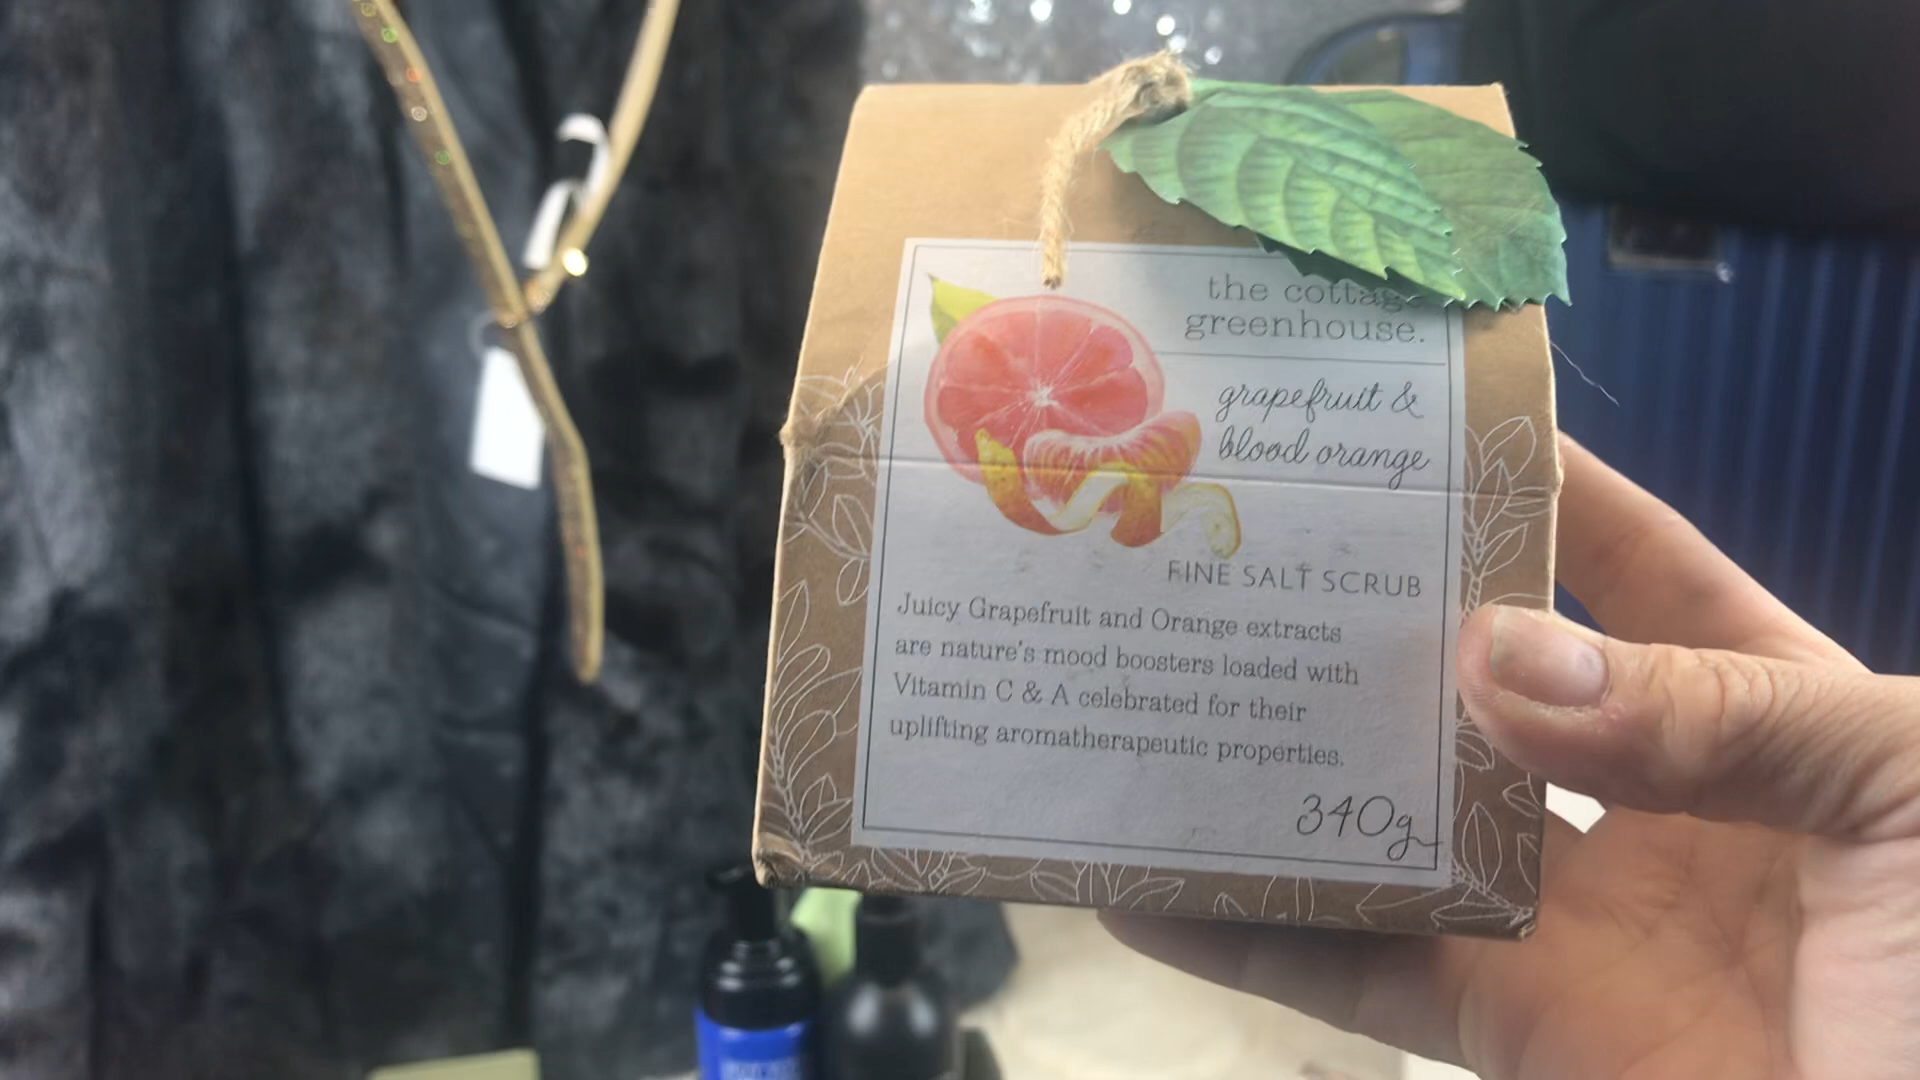 the cottage
greenhouse.
grapefruit &
blood orange
FINE SALT SCRUB
Juicy Grapefruit and Orange extracts
are nature's mood boosters loaded with
Vitamin C & A celebrated for their
uplifting aromatherapeutic properties.
340g